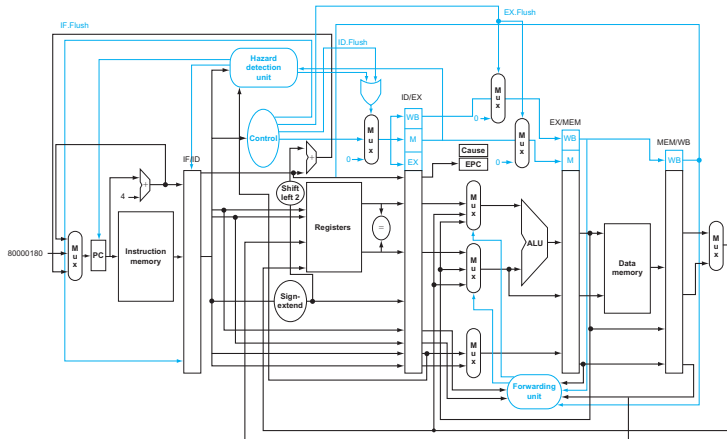 IF.Flush
EX.Flush
ID.Flush
Hazard
detection
unit
ID/EX
M
u
x
WB
EX/MEM
Control
M
u
x
M
u
x
WB
MEM/WB
M
0
0
0
EX
Cause
EPC
M
WB
IF/ID
4
+
+
Shift
left 2
Registers
=
M
u
x
ALU
80000180
M
u
x
PC
Instruction
memory
M
u
x
Data
memory
M
u
x
Sign-
extend
M
u
x
Forwarding
unit